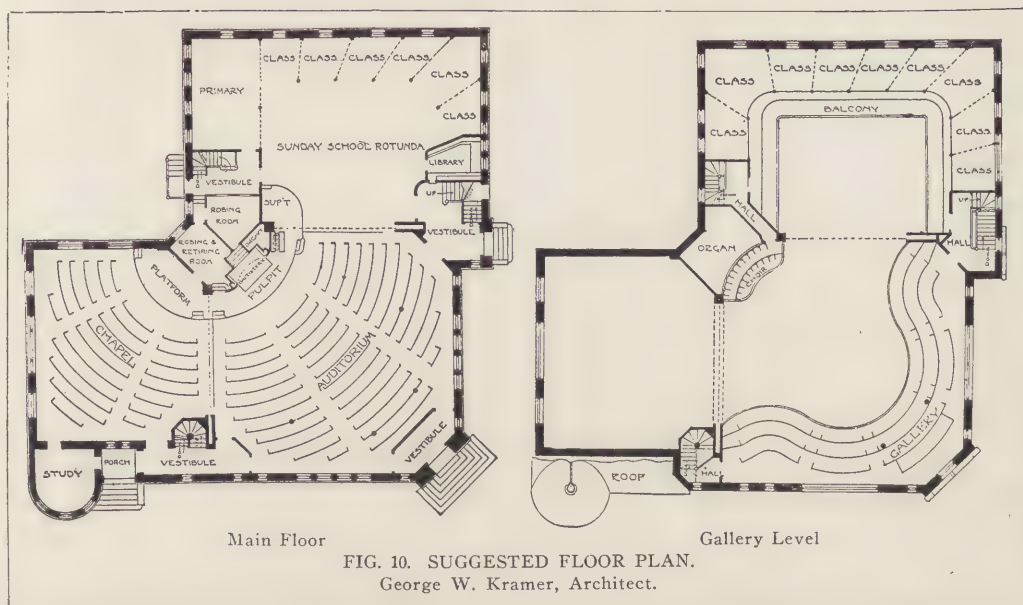 CLASS CLASS CLASS CLASS CLASS
PRIMARY
CLASS
SUNDAY SCHOOL ROTUNDA
LIBRARY
VESTIBULE
UP
ROBING
ROOM
SUP'T
VESTIBULE
ROBING &
RETIRING
ROOM
PLATFORM
PULPIT
CHAPEL
AUDITORIUM
VESTIBULE
VESTIBULE
STUDY
PORCH
CLASS CLASS CLASS CLASS CLASS CLASS
BALCONY
CLASS
CLASS
CLASS
UP
HALL
HALL
ORGAN
CHOIR
GALLERY
HALL
ROOF
Main Floor
Gallery Level
FIG. 10. SUGGESTED FLOOR PLAN.
George W. Kramer, Architect.